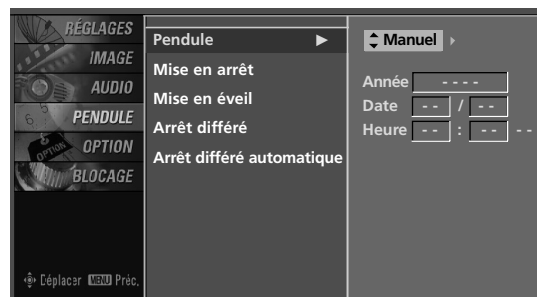 RÉGLAGES
IMAGE
AUDIO
PENDULE
OPTION
BLOCAGE
Déplacer MENU Préc.
Pendule ►
Mise en arrêt
Mise en éveil
Arrêt différé
Arrêt différé automatique
Manuel
Année - - - -
Date - - / - -
Heure - - : - - - -